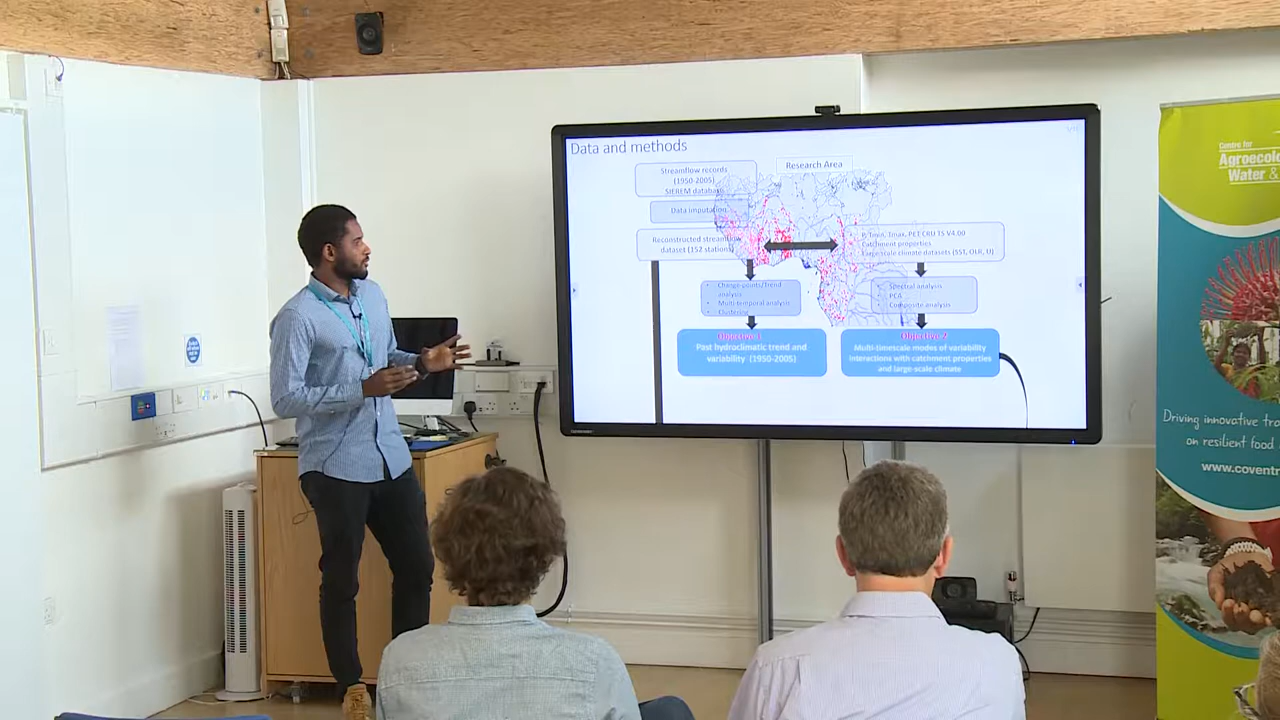 Data and methods
Research Area
Streamflow records
(1950-2005)
SIEREM database
Data imputation
Reconstructed streamflow
dataset (152 stations)
Change-points/Trend
analysis
Multi-temporal analysis
Clustering
Objective 1
Past hydroclimatic trend and
variability (1950-2005)
P, Tmin, Tmax, PET CRU TS V4.00
Catchment properties
Large scale climate datasets (SST, OLR, U)
Spectral analysis
PCA
Composite analysis
Objective 2
Multi-timescale modes of variability
interactions with catchment properties
and large-scale climate
Centre for
Water &
Driving innovative
on resilient food